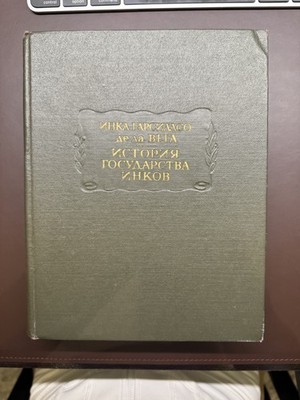 ИНКА ГАРСИЛАСО
де ла ВЕГА
ИСТОРИЯ
ГОСУДАРСТВА
ИНКОВ